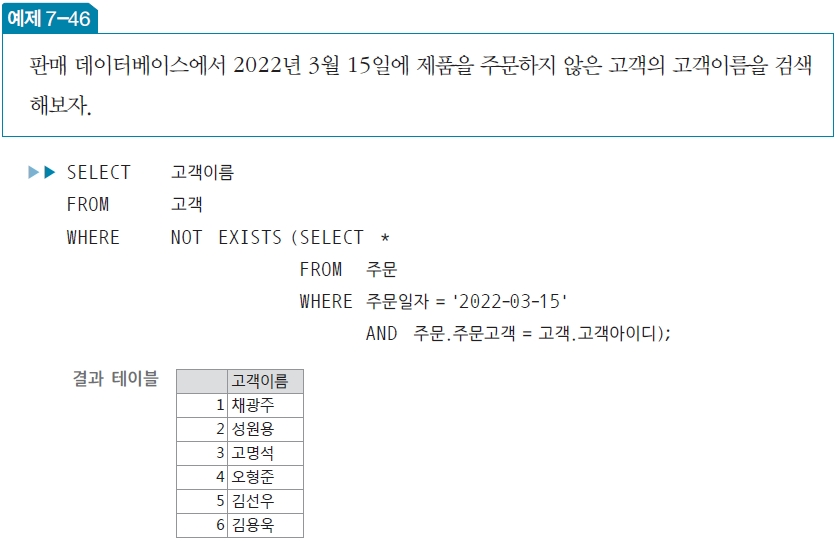 예제 7-46
판매 데이터베이스에서 2022년 3월 15일에 제품을 주문하지 않은 고객의 고객이름을 검색
해보자.
▶▶ SELECT 고객이름
FROM 고객
WHERE NOT EXISTS (SELECT *
FROM 주문
WHERE 주문일자 = '2022-03-15'
AND 주문.주문고객 = 고객.고객아이디);
결과 테이블
고객이름
1 채광주
2 성원용
3 고명석
4 오형준
5 김선우
6 김용욱